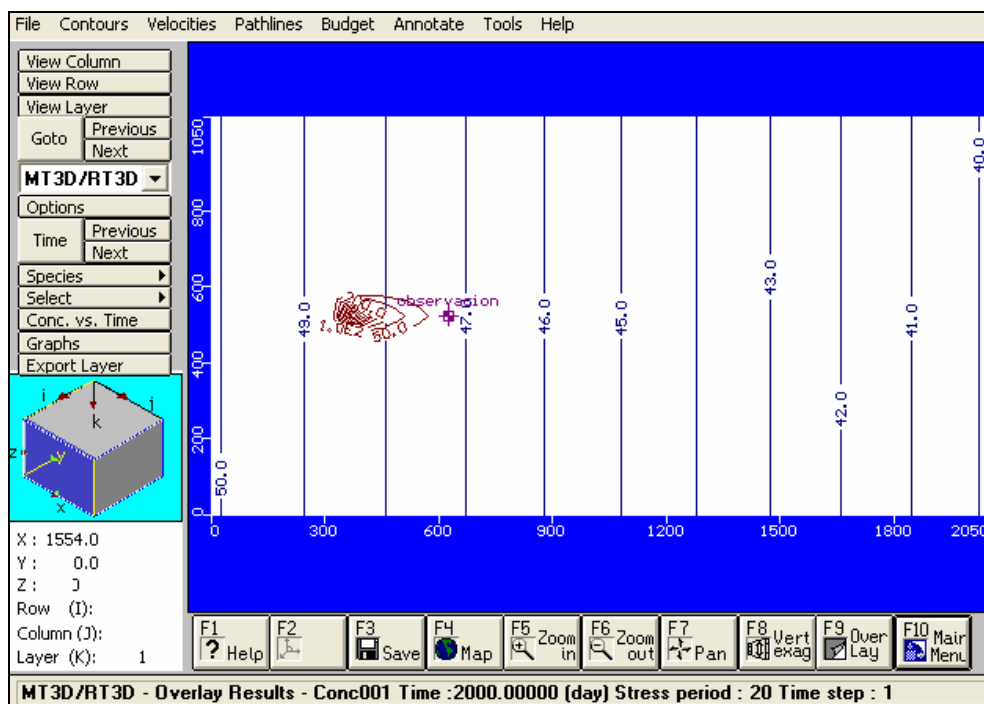 File Contours Velocities Pathlines Budget Annotate Tools Help
View Column
View Row
View Layer
Goto
Previous
Next
MT3D/RT3D
Options
Time
Previous
Next
Species
Select
Conc. vs. Time
Graphs
Export Layer
i
j
k
z
y
x
X : 1554.0
Y : 0.0
Z :
Row (I):
Column (J):
Layer (K): 1
1050
800
600
400
200
0
0 300 600 900 1200 1500 1800 2050
50.0
49.0
1.0E2
50.0
observasion
47.0
46.0
45.0
43.0
42.0
41.0
40.0
F1 ? Help
F2
F3 Save
F4 Map
F5 Zoom in
F6 Zoom out
F7 Pan
F8 Vert exag
F9 Over Lay
F10 Main Menu
MT3D/RT3D - Overlay Results - Conc001 Time :2000.00000 (day) Stress period : 20 Time step : 1